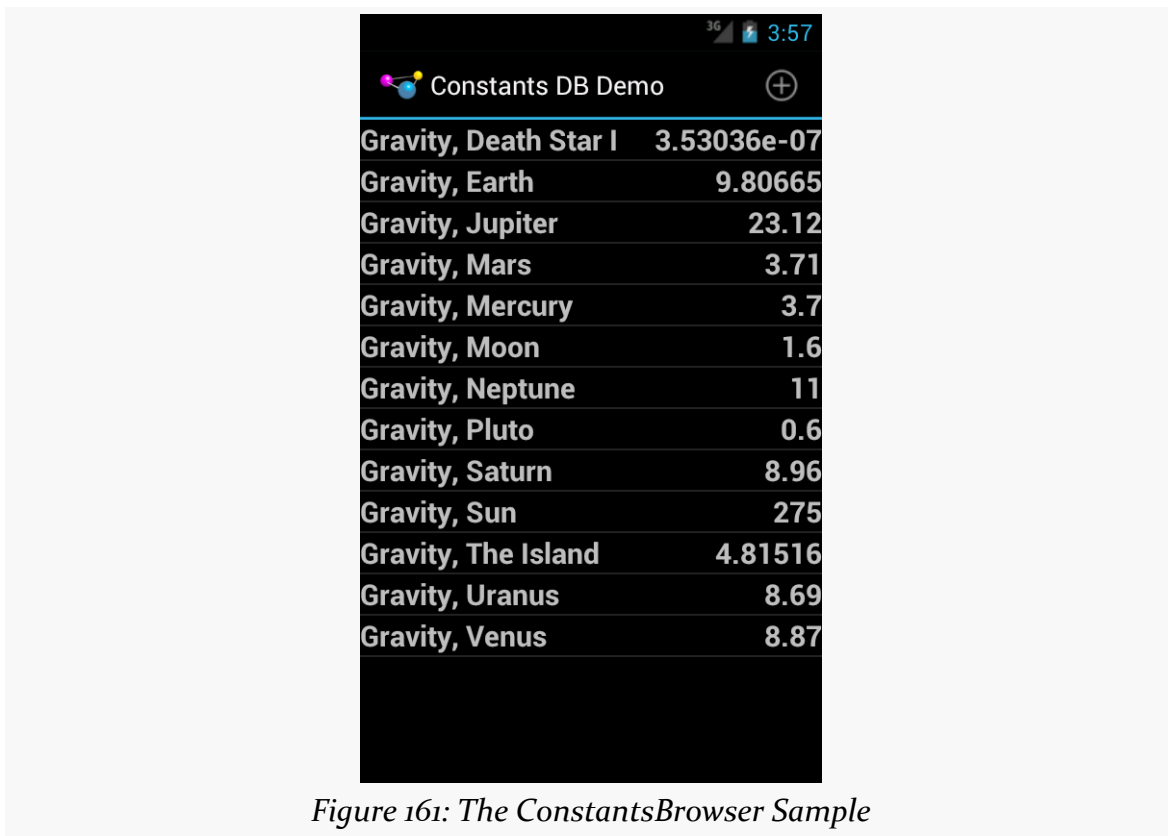 3G 3:57
Constants DB Demo
Gravity, Death Star I 3.53036e-07
Gravity, Earth 9.80665
Gravity, Jupiter 23.12
Gravity, Mars 3.71
Gravity, Mercury 3.7
Gravity, Moon 1.6
Gravity, Neptune 11
Gravity, Pluto 0.6
Gravity, Saturn 8.96
Gravity, Sun 275
Gravity, The Island 4.81516
Gravity, Uranus 8.69
Gravity, Venus 8.87
Figure 161: The ConstantsBrowser Sample